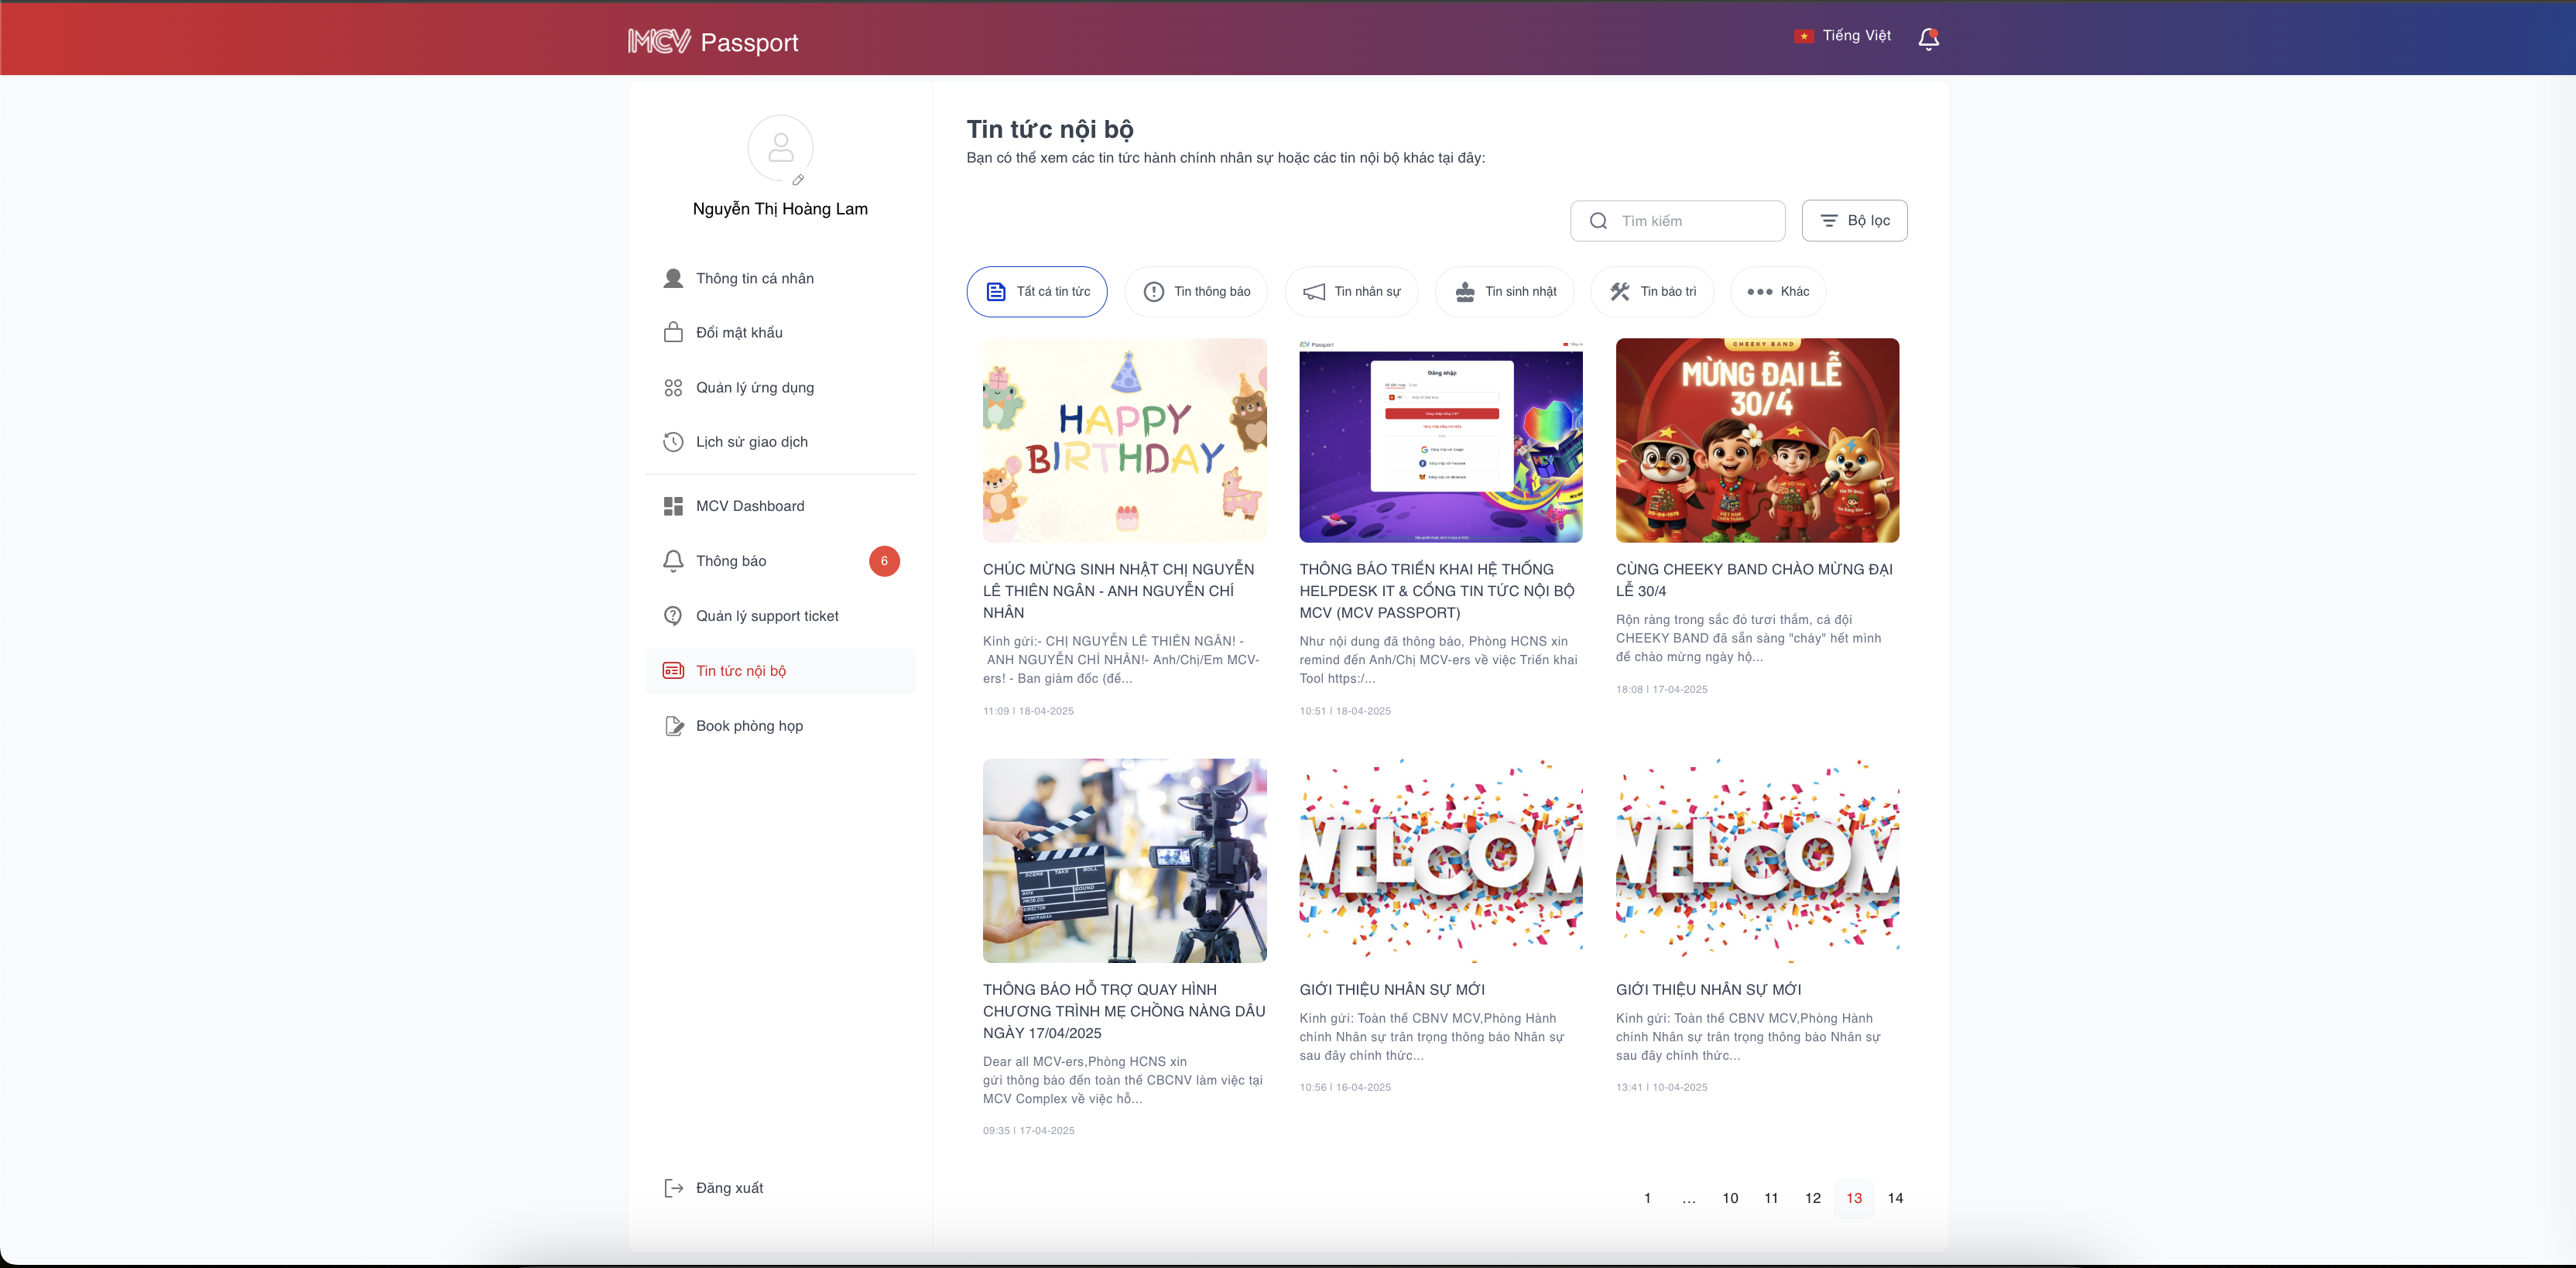 MCV Passport
Tiếng Việt
Nguyễn Thị Hoàng Lam
Thông tin cá nhân
Đổi mật khẩu
Quản lý ứng dụng
Lịch sử giao dịch
MCV Dashboard
Thông báo
6
Quản lý support ticket
Tin tức nội bộ
Book phòng họp
Đăng xuất
Tin tức nội bộ
Bạn có thể xem các tin tức hành chính nhân sự hoặc các tin nội bộ khác tại đây:
Tìm kiếm
Bộ lọc
Tất cả tin tức
Tin thông báo
Tin nhân sự
Tin sinh nhật
Tin bảo trì
Khác
HAPPY
BIRTHDAY
CHÚC MỪNG SINH NHẬT CHỊ NGUYỄN
LÊ THIÊN NGÂN - ANH NGUYỄN CHÍ
NHÂN
Kính gửi:- CHỊ NGUYỄN LÊ THIÊN NGÂN! -
ANH NGUYỄN CHÍ NHÂN!- Anh/Chị/Em MCV-
ers! - Ban giám đốc (để...
11:09 | 18-04-2025
MCV Passport
Đăng nhập
THÔNG BÁO TRIỂN KHAI HỆ THỐNG
HELPDESK IT & CỔNG TIN TỨC NỘI BỘ
MCV (MCV PASSPORT)
Như nội dung đã thông báo, Phòng HCNS xin
remind đến Anh/Chị MCV-ers về việc Triển khai
Tool https:/...
10:51 | 18-04-2025
CHEEKY BAND
MỪNG ĐẠI LỄ
30/4
CÙNG CHEEKY BAND CHÀO MỪNG ĐẠI
LỄ 30/4
Rộn ràng trong sắc đỏ tươi thắm, cả đội
CHEEKY BAND đã sẵn sàng "cháy" hết mình
để chào mừng ngày hộ...
18:08 | 17-04-2025
SCENE TAKE ROLL
DATE SOUND
PROD.CO.
DIRECTOR
CAMERAMAN
THÔNG BÁO HỖ TRỢ QUAY HÌNH
CHƯƠNG TRÌNH MẸ CHỒNG NÀNG DÂU
NGÀY 17/04/2025
Dear all MCV-ers,Phòng HCNS xin
gửi thông báo đến toàn thể CBCNV làm việc tại
MCV Complex về việc hỗ...
09:35 | 17-04-2025
WELCOM
GIỚI THIỆU NHÂN SỰ MỚI
Kính gửi: Toàn thể CBNV MCV,Phòng Hành
chính Nhân sự trân trọng thông báo Nhân sự
sau đây chính thức...
10:56 | 16-04-2025
WELCOM
GIỚI THIỆU NHÂN SỰ MỚI
Kính gửi: Toàn thể CBNV MCV,Phòng Hành
chính Nhân sự trân trọng thông báo Nhân sự
sau đây chính thức...
13:41 | 10-04-2025
1 ... 10 11 12 13 14